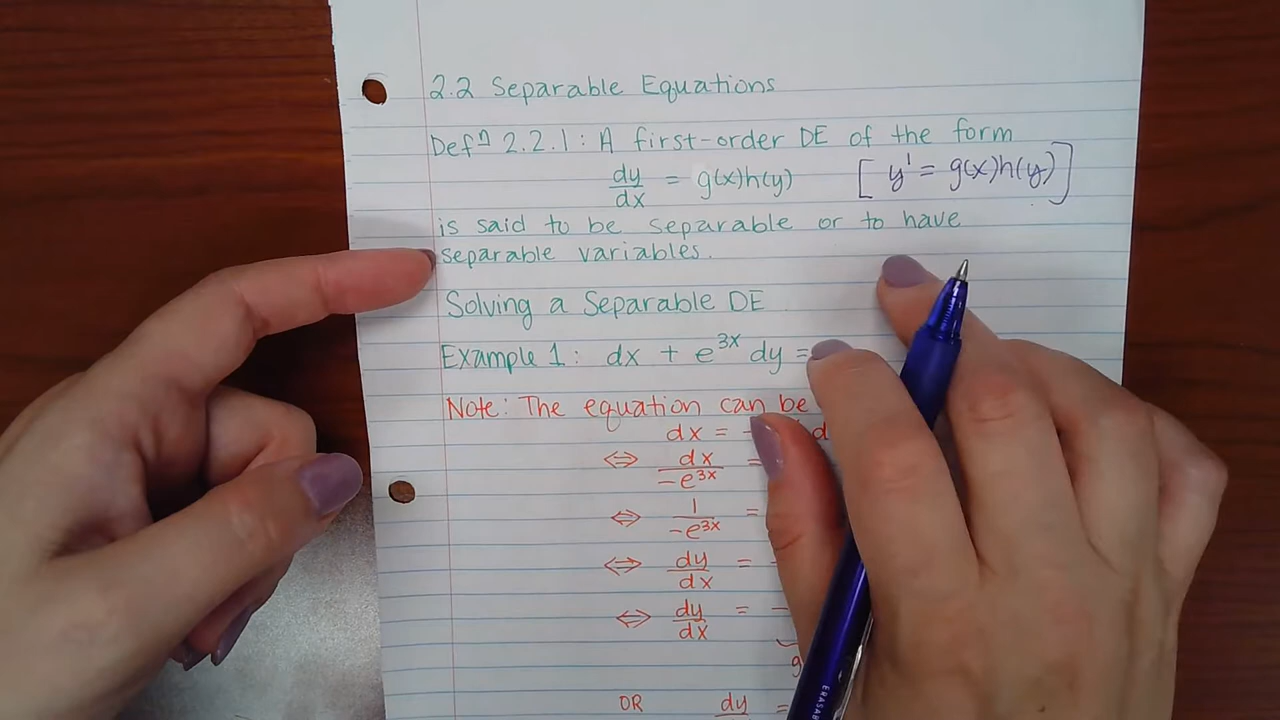 2.2 Separable Equations
Defⁿ 2.2.1: A first-order DE of the form
dy/dx = g(x)h(y) [y' = g(x)h(y)]
is said to be separable or to have
separable variables.
Solving a Separable DE
Example 1: dx + e^{3x} dy =
Note: The equation can be
dx = - d
⇔ dx/-e^{3x} =
⇔ 1/-e^{3x} =
⇔ dy/dx = -
⇔ dy/dx = -
g
OR dy =
ERASAB